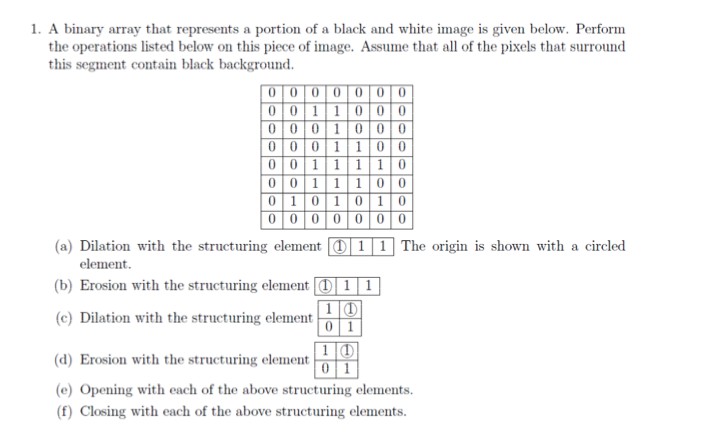 1. A binary array that represents a portion of a black and white image is given below. Perform
the operations listed below on this piece of image. Assume that all of the pixels that surround
this segment contain black background.
0 0 0 0 0 0 0
0 0 1 1 0 0 0
0 0 0 1 0 0 0
0 0 0 1 1 0 0
0 0 1 1 1 1 0
0 0 1 1 1 0 0
0 1 0 1 0 1 0
0 0 0 0 0 0 0
(a) Dilation with the structuring element ① 1 1 The origin is shown with a circled
element.
(b) Erosion with the structuring element ① 1 1
(c) Dilation with the structuring element 1 ①
0 1
(d) Erosion with the structuring element 1 ①
0 1
(e) Opening with each of the above structuring elements.
(f) Closing with each of the above structuring elements.